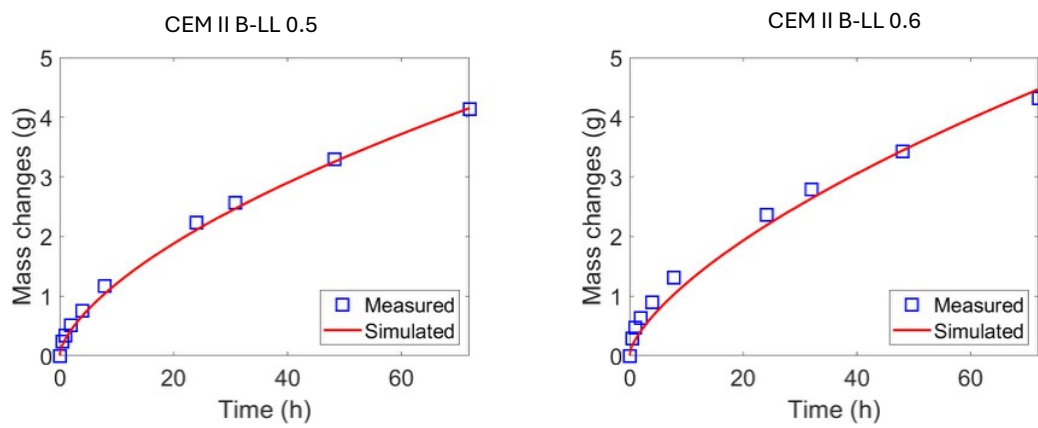 CEM II B-LL 0.5
5
4
3
2
1
0
Mass changes (g)
0 20 40 60
Time (h)
Measured
Simulated
CEM II B-LL 0.6
5
4
3
2
1
0
Mass changes (g)
0 20 40 60
Time (h)
Measured
Simulated